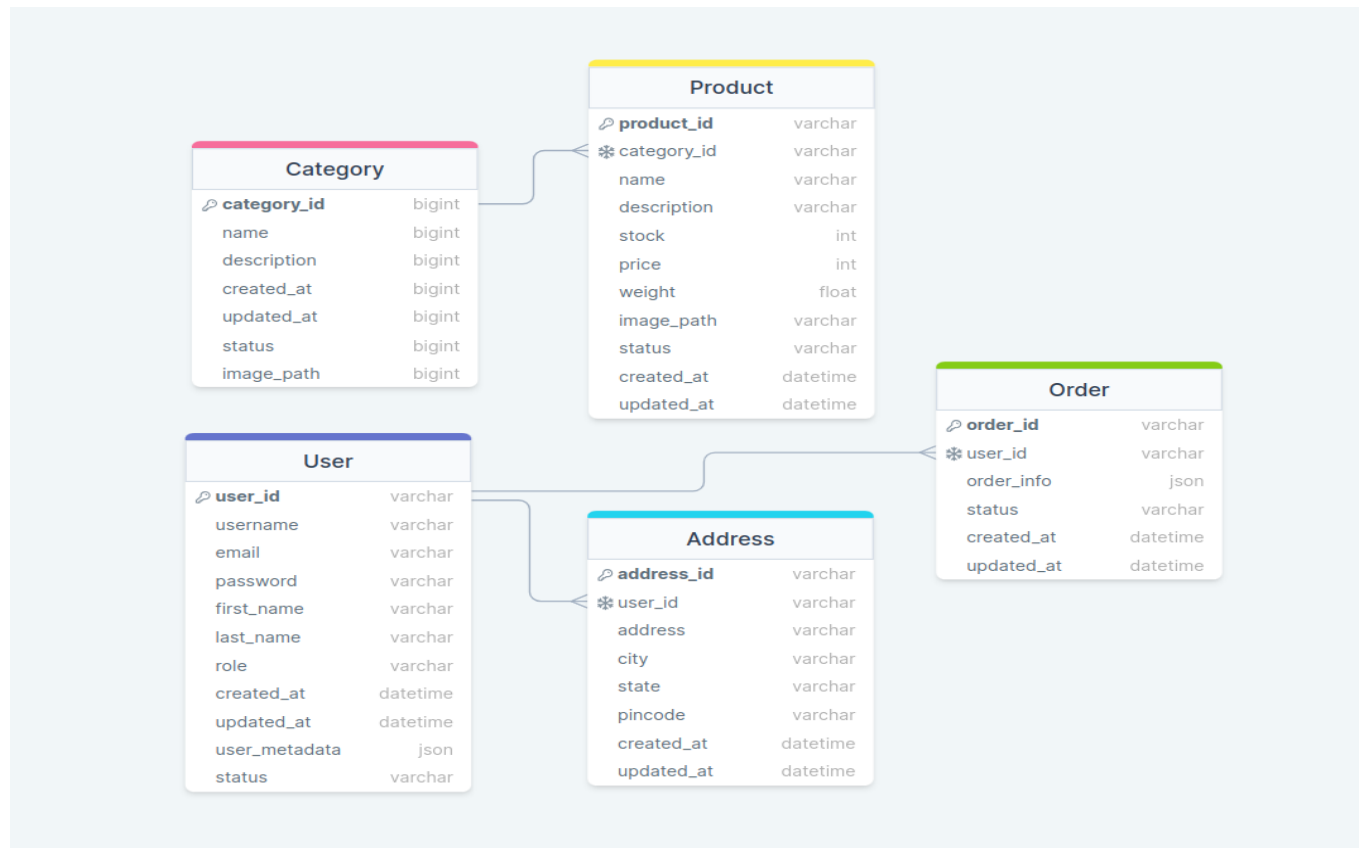 Product
product_id varchar
category_id varchar
name varchar
description varchar
stock int
price int
weight float
image_path varchar
status varchar
created_at datetime
updated_at datetime
Category
category_id bigint
name bigint
description bigint
created_at bigint
updated_at bigint
status bigint
image_path bigint
Order
order_id varchar
user_id varchar
order_info json
status varchar
created_at datetime
updated_at datetime
User
user_id varchar
username varchar
email varchar
password varchar
first_name varchar
last_name varchar
role varchar
created_at datetime
updated_at datetime
user_metadata json
status varchar
Address
address_id varchar
user_id varchar
address varchar
city varchar
state varchar
pincode varchar
created_at datetime
updated_at datetime